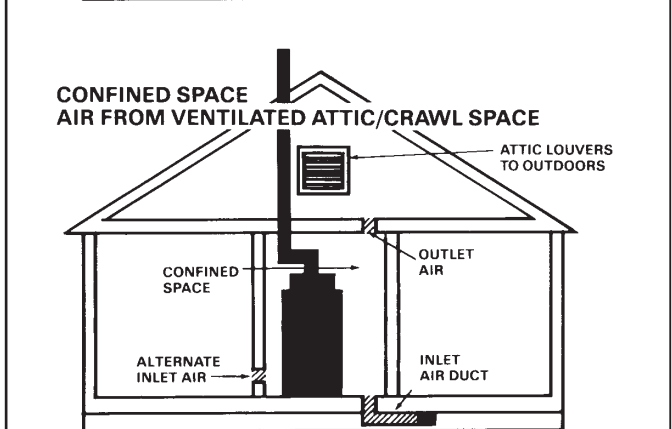 CONFINED SPACE
AIR FROM VENTILATED ATTIC/CRAWL SPACE
ATTIC LOUVERS
TO OUTDOORS
OUTLET
AIR
CONFINED
SPACE
ALTERNATE
INLET AIR
INLET
AIR DUCT